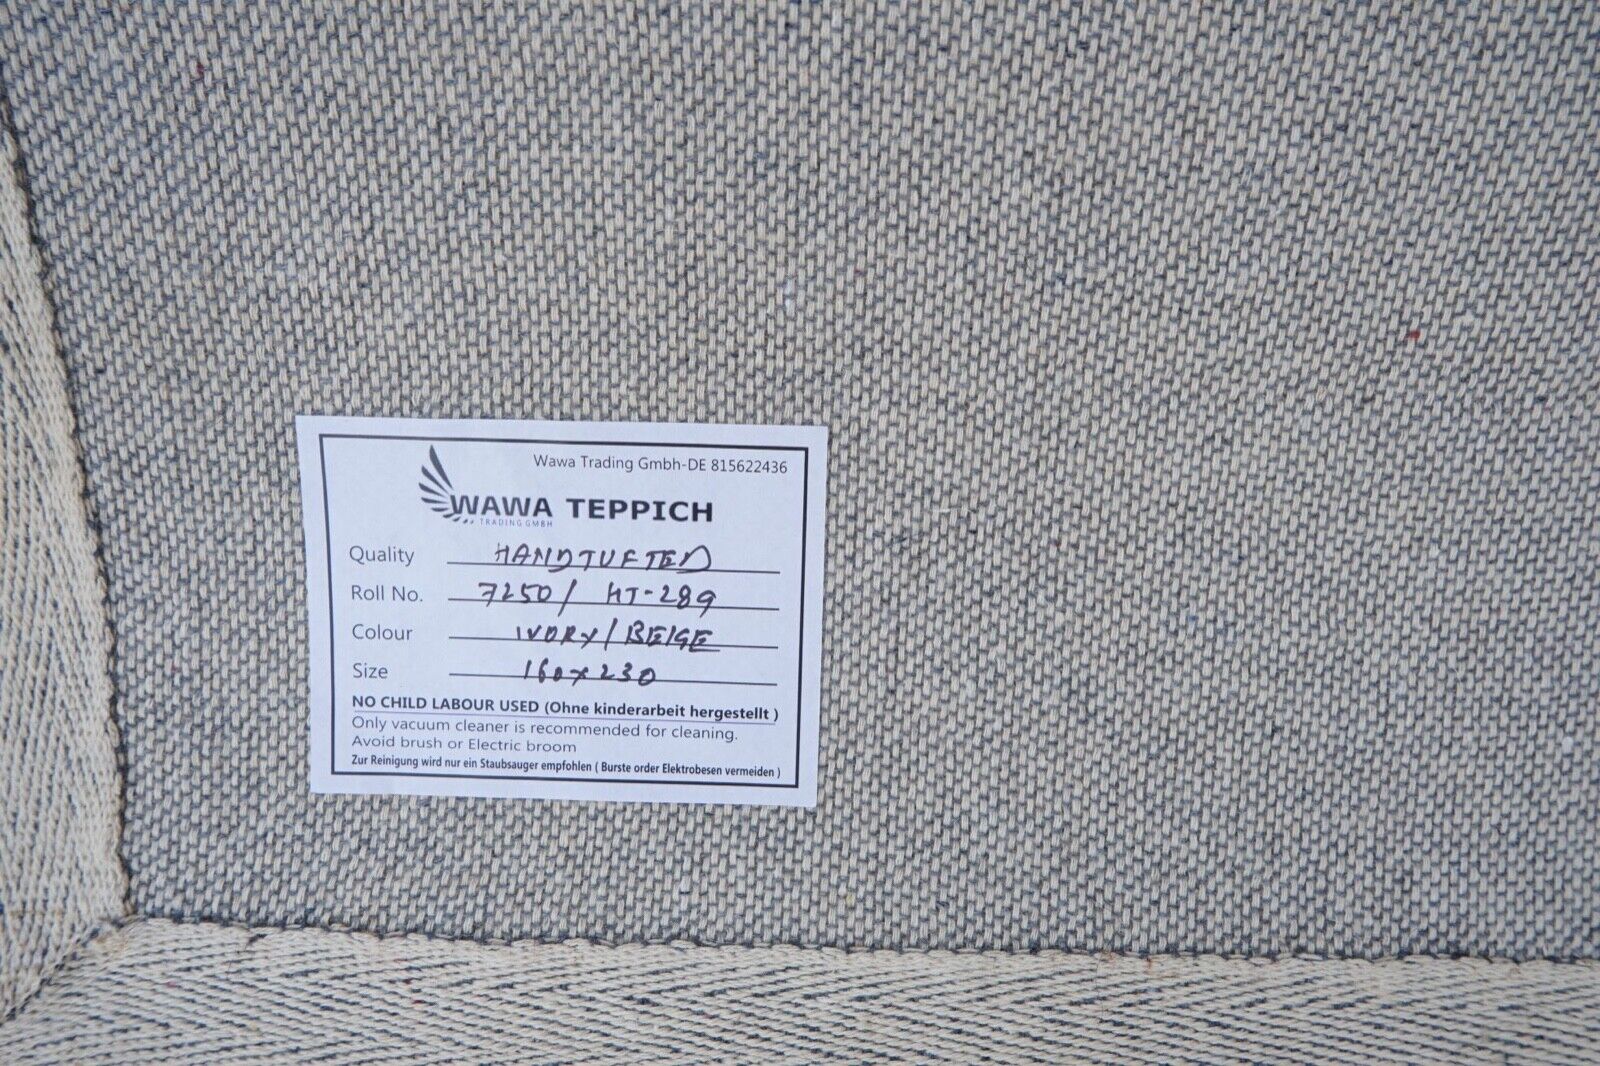 Wawa Trading Gmbh-DE 815622436
WAWA TEPPICH
TRADING GMBH
Quality HANDTUFTED
Roll No. 7250/ HT-289
Colour IVORY/BEIGE
Size 160x230
NO CHILD LABOUR USED (Ohne kinderarbeit hergestellt )
Only vacuum cleaner is recommended for cleaning.
Avoid brush or Electric broom
Zur Reinigung wird nur ein Staubsauger empfohlen ( Burste order Elektrobesen vermeiden )